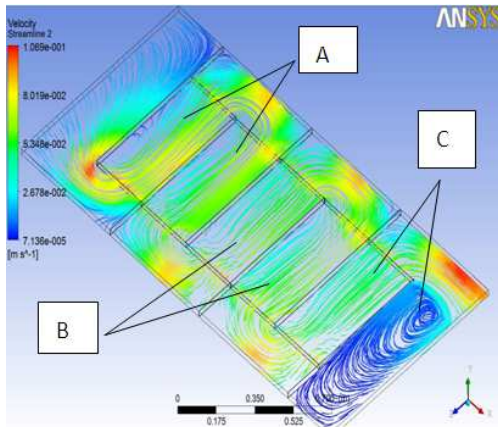 Velocity
Streamline 2
1.069e-001
8.019e-002
5.348e-002
2.678e-002
7.136e-005
[m s^-1]
ANSYS
A
C
B
0
0.350
0.175
0.525
Y
X
Z